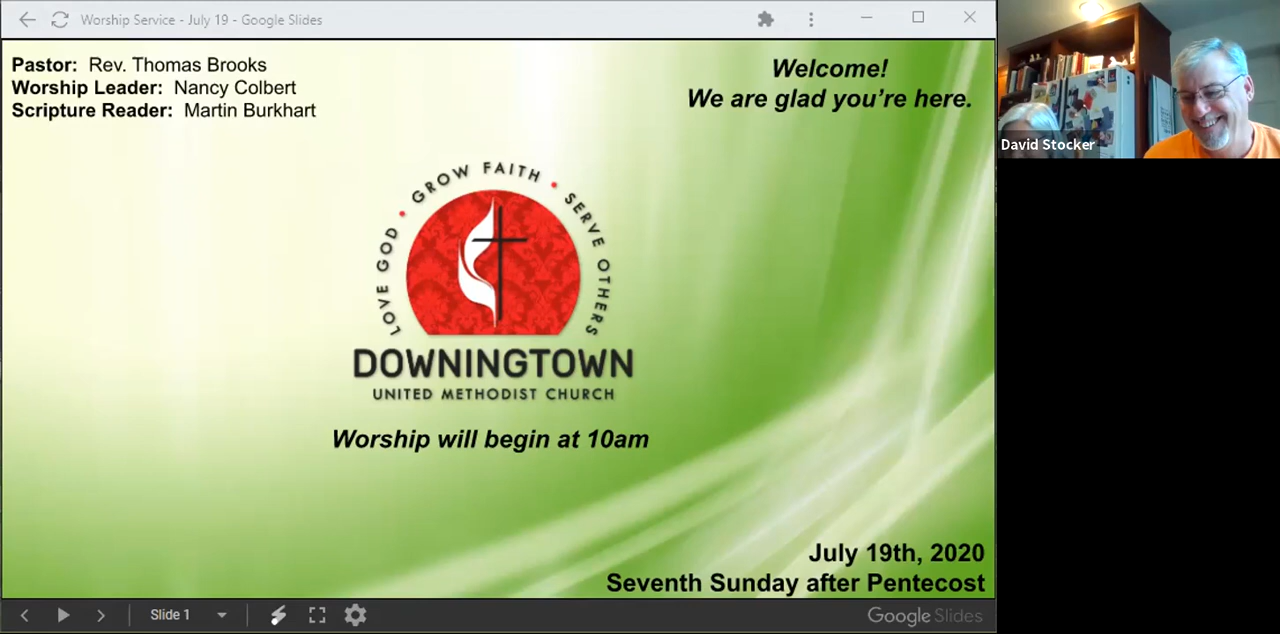 Worship Service - July 19 - Google Slides
Pastor: Rev. Thomas Brooks
Worship Leader: Nancy Colbert
Scripture Reader: Martin Burkhart
Welcome!
We are glad you're here.
David Stocker
LOVE GOD • GROW FAITH • SERVE OTHERS
DOWNINGTOWN
UNITED METHODIST CHURCH
Worship will begin at 10am
July 19th, 2020
Seventh Sunday after Pentecost
Slide 1
Google Slides